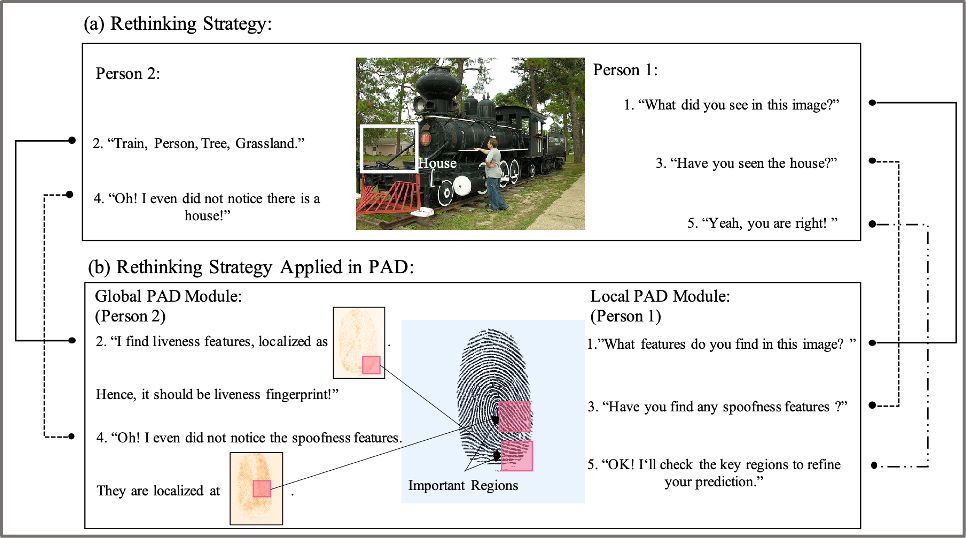 (a) Rethinking Strategy:
Person 2:
Person 1:
1. “What did you see in this image?”
2. “Train, Person, Tree, Grassland.”
House
3. “Have you seen the house?”
4. “Oh! I even did not notice there is a
house!”
5. “Yeah, you are right! ”
(b) Rethinking Strategy Applied in PAD:
Global PAD Module:
(Person 2)
Local PAD Module:
(Person 1)
1.”What features do you find in this image? ”
2. “I find liveness features, localized as .
Hence, it should be liveness fingerprint!”
3. “Have you find any spoofness features ?”
4. “Oh! I even did not notice the spoofness features.
They are localized at .
Important Regions
5. “OK! I‘ll check the key regions to refine
your prediction.”